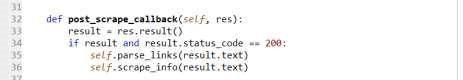 31
32 def post_scrape_callback(self, res):
33 result = res.result()
34 if result and result.status_code == 200:
35 self.parse_links(result.text)
36 self.scrape_info(result.text)
37